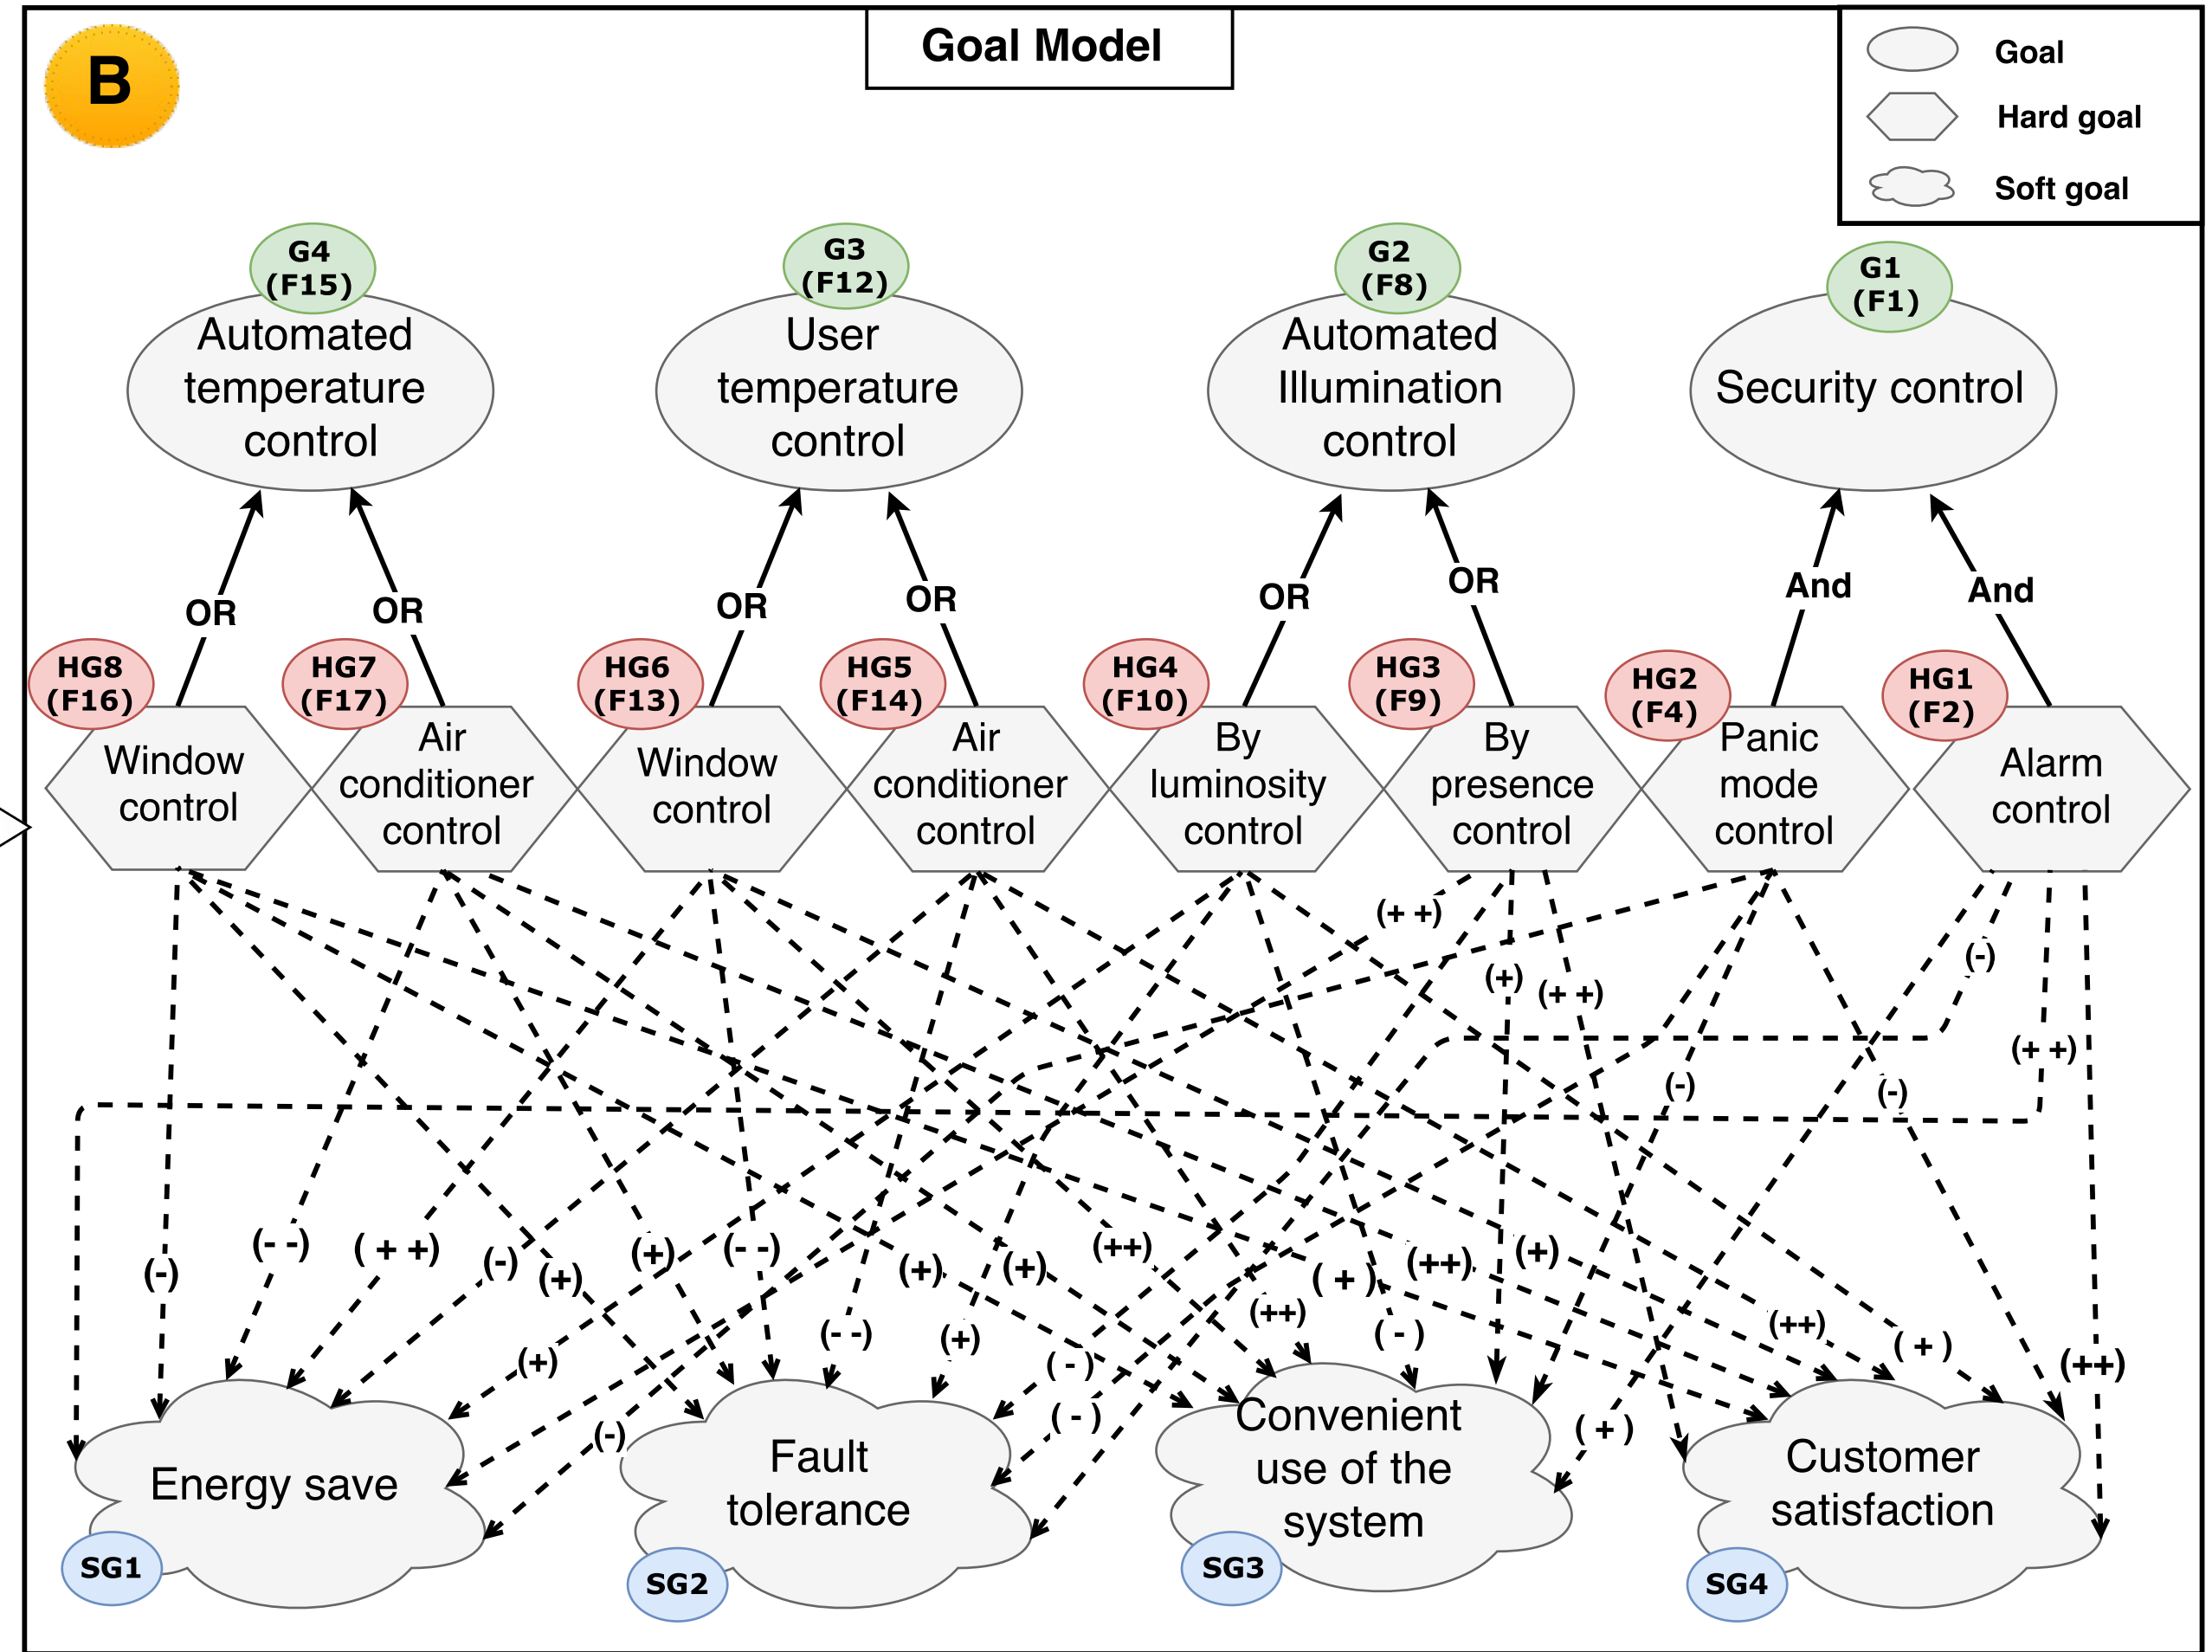 Goal Model
B
Goal
Hard goal
Soft goal
G4
(F15)
G3
(F12)
G2
(F8)
G1
(F1)
Automated
temperature
control
User
temperature
control
Automated
Illumination
control
Security control
OR
OR
OR
OR
OR
OR
And
And
HG8
(F16)
HG7
(F17)
HG6
(F13)
HG5
(F14)
HG4
(F10)
HG3
(F9)
HG2
(F4)
HG1
(F2)
Window
control
Air
conditioner
control
Window
control
Air
conditioner
control
By
luminosity
control
By
presence
control
Panic
mode
control
Alarm
control
(+ +)
(-)
(+)
(+ +)
(+ +)
(-)
(-)
(-)
(- -)
( + +)
(-)
(+)
(+)
(- -)
(+)
(+)
(++)
( + )
(++)
(+)
(++)
(- -)
(+)
( - )
(++)
( + )
(+)
( - )
(++)
(-)
( - )
( + )
Energy save
Fault
tolerance
Convenient
use of the
system
Customer
satisfaction
SG1
SG2
SG3
SG4